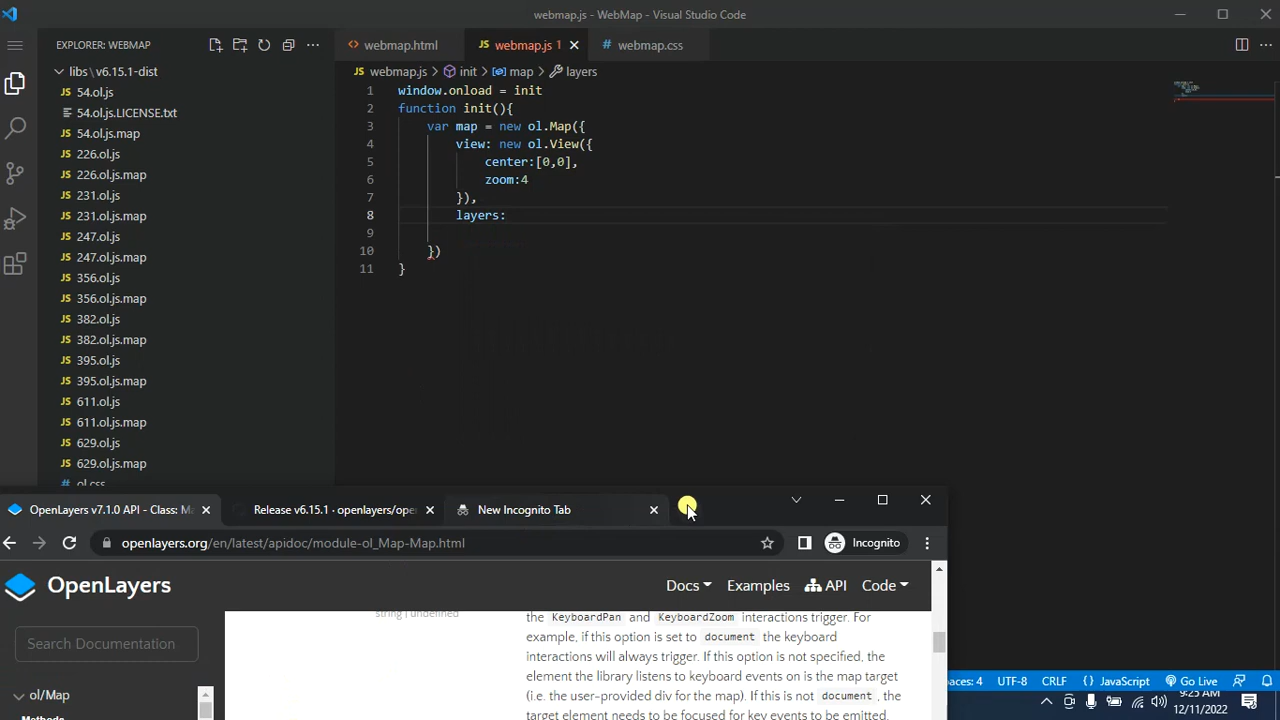 webmap.js - WebMap - Visual Studio Code
EXPLORER: WEBMAP
webmap.html
webmap.js 1
webmap.css
libs\v6.15.1-dist
54.ol.js
54.ol.js.LICENSE.txt
54.ol.js.map
226.ol.js
226.ol.js.map
231.ol.js
231.ol.js.map
247.ol.js
247.ol.js.map
356.ol.js
356.ol.js.map
382.ol.js
382.ol.js.map
395.ol.js
395.ol.js.map
611.ol.js
611.ol.js.map
629.ol.js
629.ol.js.map
ol.css
JS webmap.js > init > map > layers
1 window.onload = init
2 function init(){
3 var map = new ol.Map({
4 view: new ol.View({
5 center:[0,0],
6 zoom:4
7 }),
8 layers:
9
10 })
11 }
OpenLayers v7.1.0 API - Class: Ma
Release v6.15.1 · openlayers/ope
New Incognito Tab
openlayers.org/en/latest/apidoc/module-ol_Map-Map.html
Incognito
OpenLayers
Docs
Examples
API
Code
Search Documentation
ol/Map
Methods
string | undefined
the KeyboardPan and KeyboardZoom interactions trigger. For
example, if this option is set to document the keyboard
interactions will always trigger. If this option is not specified, the
element the library listens to keyboard events on is the map target
(i.e. the user-provided div for the map). If this is not document, the
target element needs to be focused for key events to be emitted.
paces: 4
UTF-8
CRLF
{ } JavaScript
Go Live
9:25 AM
12/11/2022